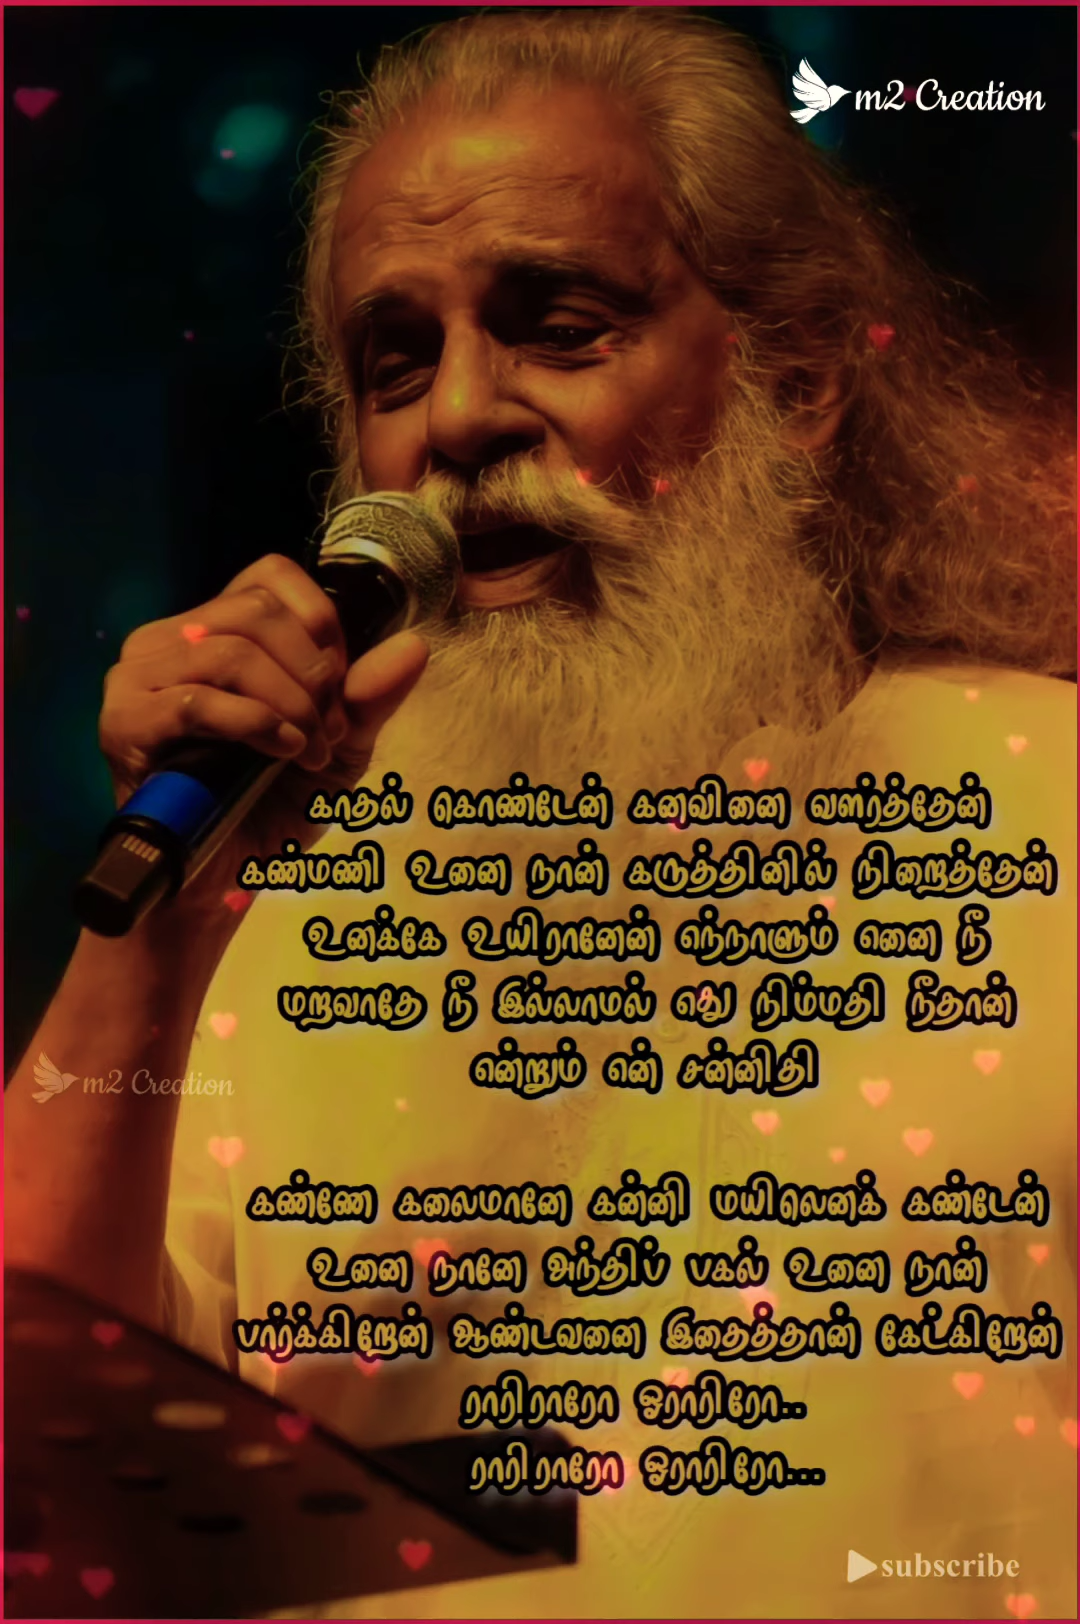 m2 Creation
காதல் கொண்டேன் கனவினை வளர்த்தேன்
கண்மணி உனை நான் கருத்தினில் நிறைத்தேன்
உனக்கே உயிரானேன் எந்நாளும் எனை நீ
மறவாதே நீ இல்லாமல் எது நிம்மதி நீதான்
என்றும் என் சன்னிதி
m2 Creation
கண்ணே கலைமானே கன்னி மயிலெனக் கண்டேன்
உனை நானே அந்திப் பகல் உனை நான்
பார்க்கிறேன் ஆண்டவனை இதைத்தான் கேட்கிறேன்
ராரிராரோ ஓராரிரோ..
ராரிராரோ ஓராரிரோ...
subscribe